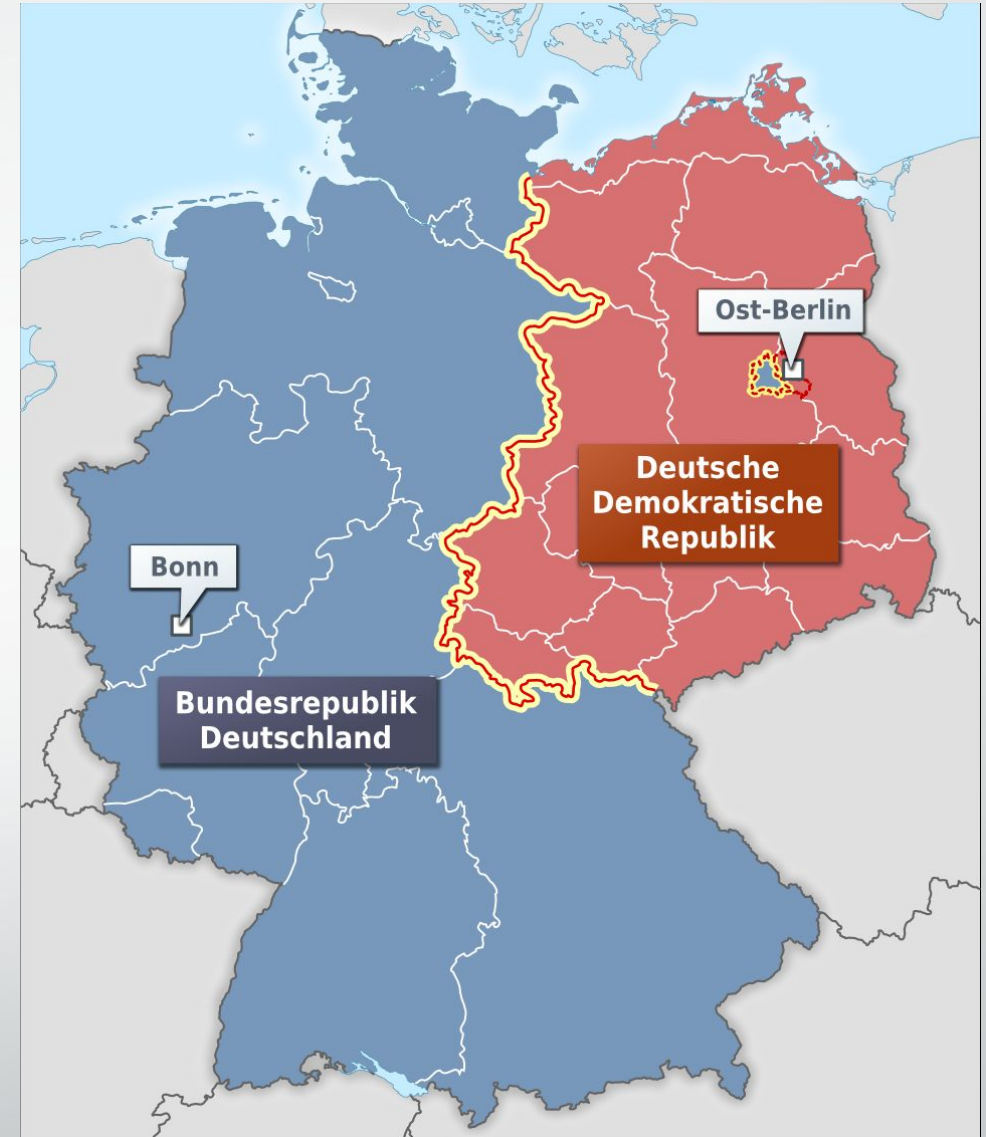 Ost-Berlin
Deutsche
Demokratische
Republik
Bonn
Bundesrepublik
Deutschland